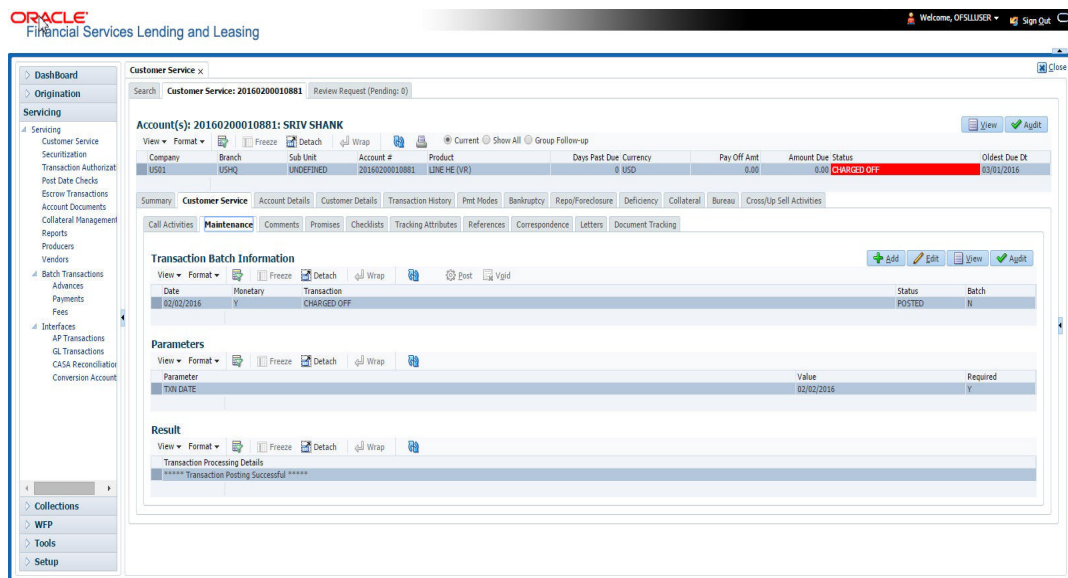 ORACLE
Welcome, OFSLLUSER Sign Out
Financial Services Lending and Leasing
Customer Service x Close
DashBoard
Origination
Servicing
Servicing
Customer Service
Securitization
Transaction Authorizat
Post Date Checks
Escrow Transactions
Account Documents
Collateral Management
Reports
Producers
Vendors
Batch Transactions
Advances
Payments
Fees
Interfaces
AP Transactions
GL Transactions
CASA Reconciliation
Conversion Account
Collections
WFP
Tools
Setup
Search Customer Service: 20160200010881 Review Request (Pending: 0)
Account(s): 20160200010881: SRIV SHANK View Audit
View Format Freeze Detach Wrap Current Show All Group Follow-up
Company Branch Sub Unit Account # Product Days Past Due Currency Pay Off Amt Amount Due Status Oldest Due Dt
US01 USHQ UNDEFINED 20160200010881 LINE HE (VR) 0 USD 0.00 0.00 CHARGED OFF 03/01/2016
Summary Customer Service Account Details Customer Details Transaction History Pmt Modes Bankruptcy Repo/Foreclosure Deficiency Collateral Bureau Cross/Up Sell Activities
Call Activities Maintenance Comments Promises Checklists Tracking Attributes References Correspondence Letters Document Tracking
Transaction Batch Information Add Edit View Audit
View Format Freeze Detach Wrap Post Void
Date Monetary Transaction Status Batch
02/02/2016 Y CHARGED OFF POSTED N
Parameters
View Format Freeze Detach Wrap
Parameter Value Required
TXN DATE 02/02/2016 Y
Result
View Format Freeze Detach Wrap
Transaction Processing Details
***** Transaction Posting Successful *****